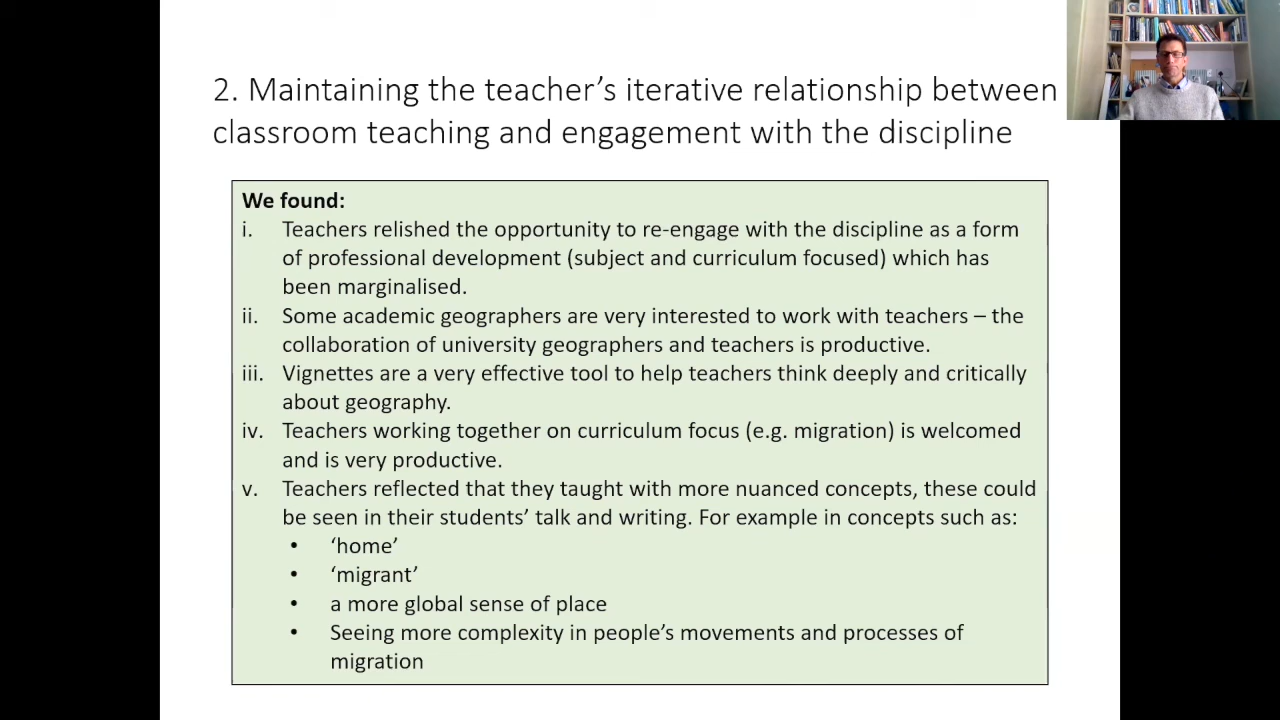 2. Maintaining the teacher’s iterative relationship between
classroom teaching and engagement with the discipline
We found:
i. Teachers relished the opportunity to re-engage with the discipline as a form
of professional development (subject and curriculum focused) which has
been marginalised.
ii. Some academic geographers are very interested to work with teachers – the
collaboration of university geographers and teachers is productive.
iii. Vignettes are a very effective tool to help teachers think deeply and critically
about geography.
iv. Teachers working together on curriculum focus (e.g. migration) is welcomed
and is very productive.
v. Teachers reflected that they taught with more nuanced concepts, these could
be seen in their students’ talk and writing. For example in concepts such as:
• ‘home’
• ‘migrant’
• a more global sense of place
• Seeing more complexity in people’s movements and processes of
migration